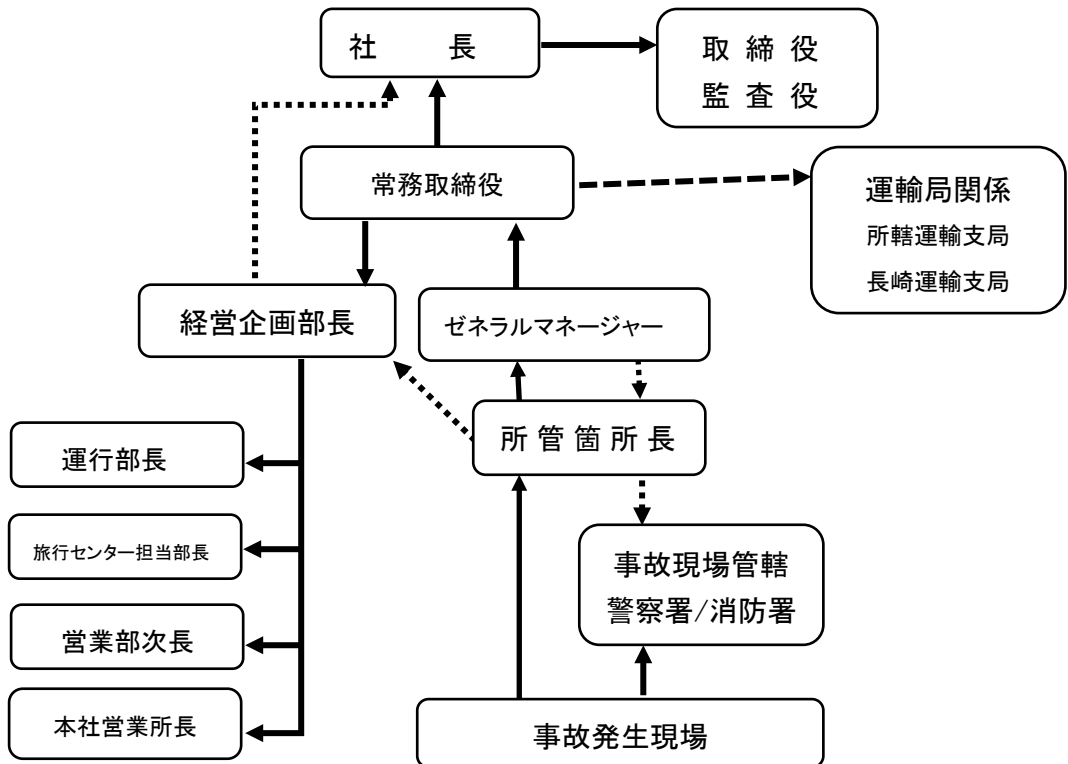 社　　長
取 締 役
監 査 役
常務取締役
運輸局関係
所轄運輸支局
長崎運輸支局
経営企画部長
ゼネラルマネージャー
所 管 箇 所 長
運行部長
旅行センター担当部長
事故現場管轄
警察署/消防署
営業部次長
本社営業所長
事故発生現場